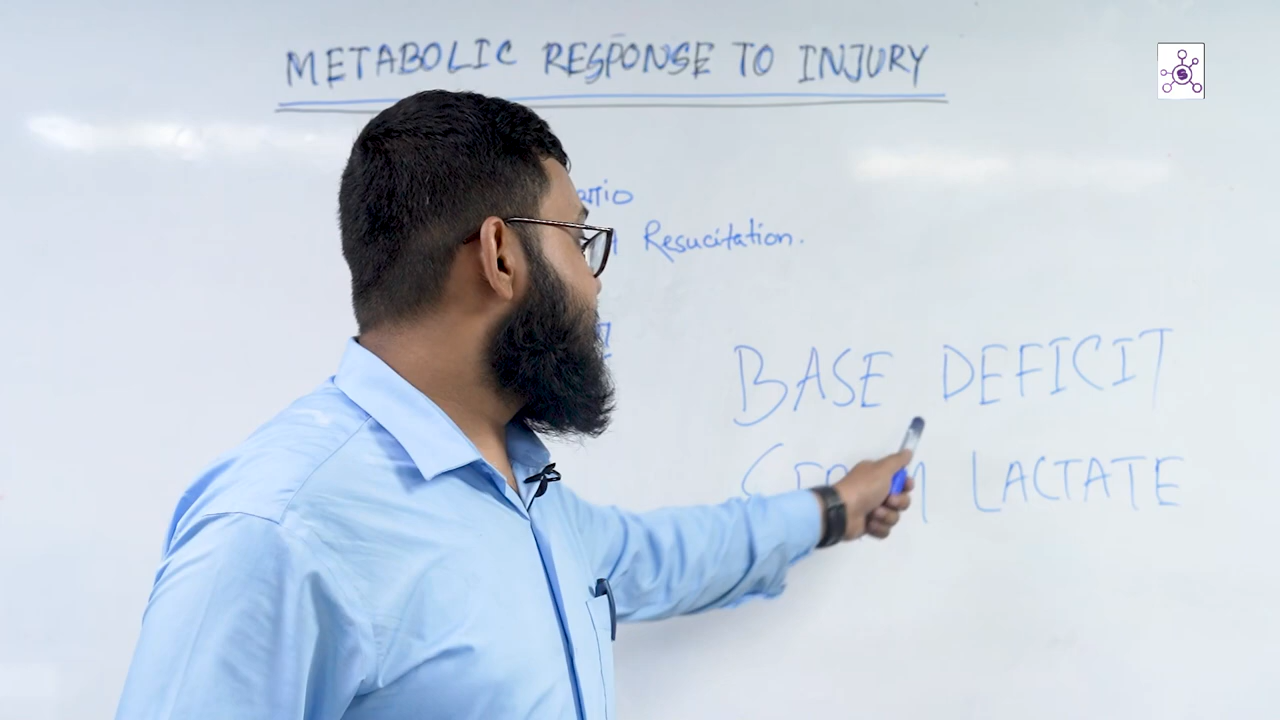 METABOLIC RESPONSE TO INJURY
Resucitation.
BASE DEFICIT
LACTATE